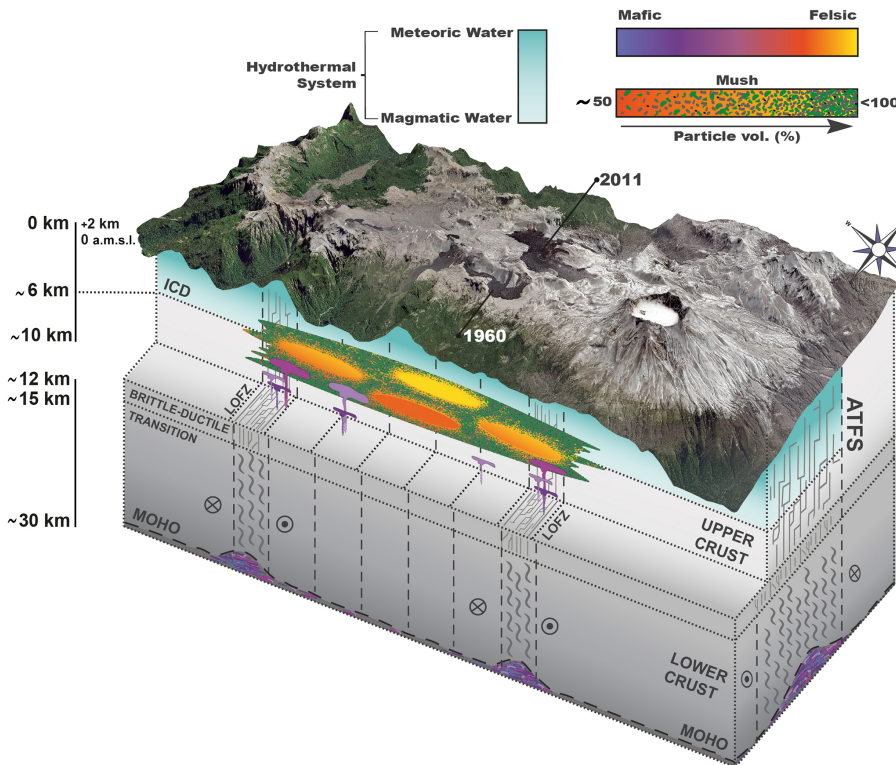 Meteoric Water
Hydrothermal
System
Magmatic Water
Mafic
Felsic
Mush
~50
<100
Particle vol. (%)
2011
1960
N
0 km
+2 km
0 a.m.s.l.
~6 km
~10 km
~12 km
~15 km
~30 km
ICD
LOFZ
BRITTLE-DUCTILE
TRANSITION
MOHO
LOFZ
ATFS
UPPER
CRUST
LOWER
CRUST
MOHO